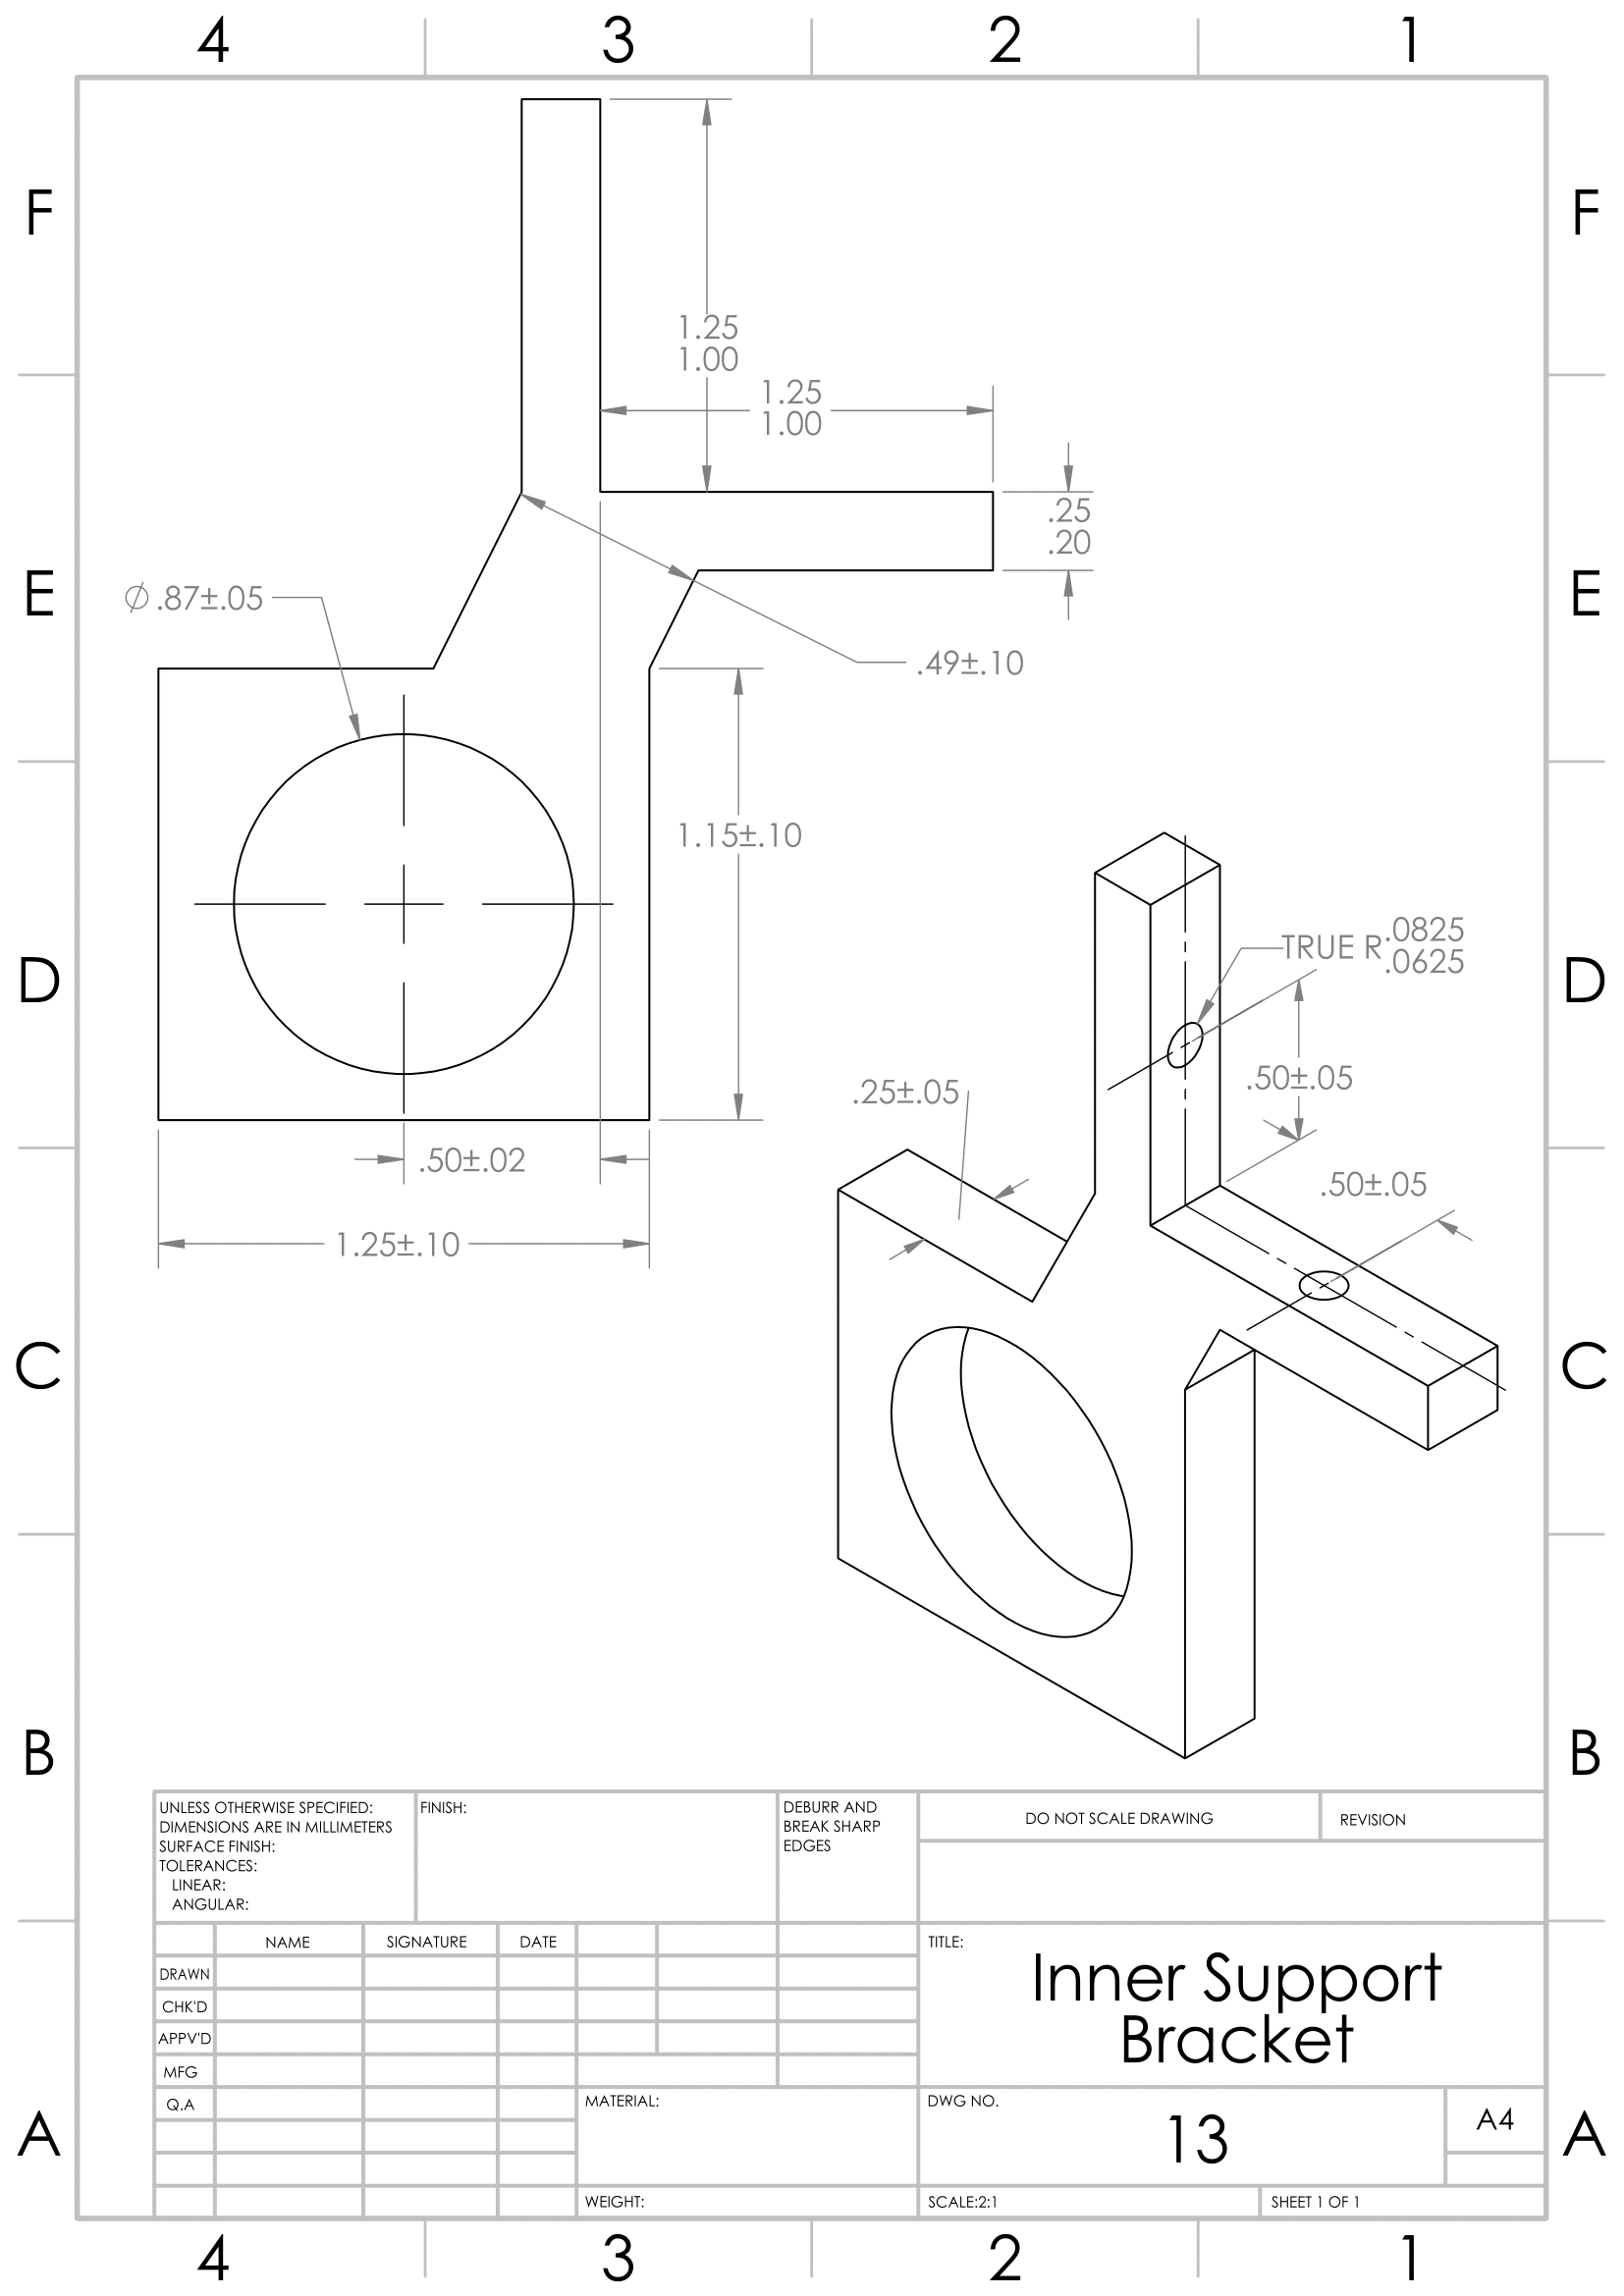 4 3 2 1
F F
1.25
1.00
1.25
1.00
.25
.20
E E
Ø .87±.05
.49±.10
1.15±.10
TRUE R .0825
.0625
D D
.50±.05
.25±.05
.50±.02
.50±.05
1.25±.10
C C
B B
UNLESS OTHERWISE SPECIFIED:
DIMENSIONS ARE IN MILLIMETERS
SURFACE FINISH:
TOLERANCES:
LINEAR:
ANGULAR:
FINISH:
DEBURR AND
BREAK SHARP
EDGES
DO NOT SCALE DRAWING
REVISION
NAME SIGNATURE DATE
DRAWN
CHK'D
APPV'D
MFG
Q.A
TITLE:
Inner Support
Bracket
MATERIAL:
DWG NO.
13
A4
A A
WEIGHT:
SCALE:2:1
SHEET 1 OF 1
4 3 2 1